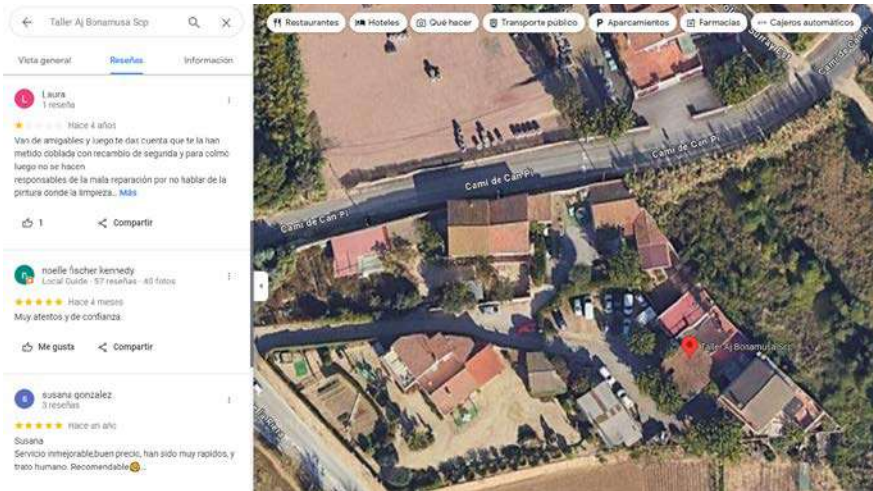 Taller Aj Bonamusa Scp
Restaurantes
Hoteles
Qué hacer
Transporte público
P Aparcamientos
Farmacias
Cajeros automáticos
Vista general
Reseñas
Información
L
Laura
1 reseña
Hace 4 años
Van de amigables y luego te das cuenta que te la han
metido doblada con recambio de segunda y para colmo
luego no se hacen
responsables de la mala reparación por no hablar de la
pintura donde la limpieza... Más
1
Compartir
n
noelle fischer kennedy
Local Guide · 57 reseñas · 40 fotos
Hace 4 meses
Muy atentos y de confianza.
Me gusta
Compartir
s
susana gonzalez
3 reseñas
Hace un año
Susana
Servicio inmejorable,buen precio, han sido muy rapidos, y
trato humano. Recomendable😊..
Camí de Can Pi
Camí de Can Pi
Camí de Can Pi
Camí de Can Pi
Taller Aj Bonamusa Scp